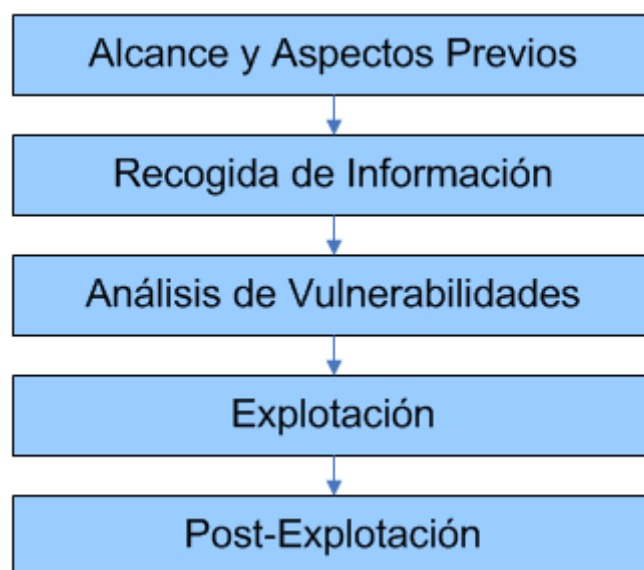 Alcance y Aspectos Previos
Recogida de Información
Análisis de Vulnerabilidades
Explotación
Post-Explotación